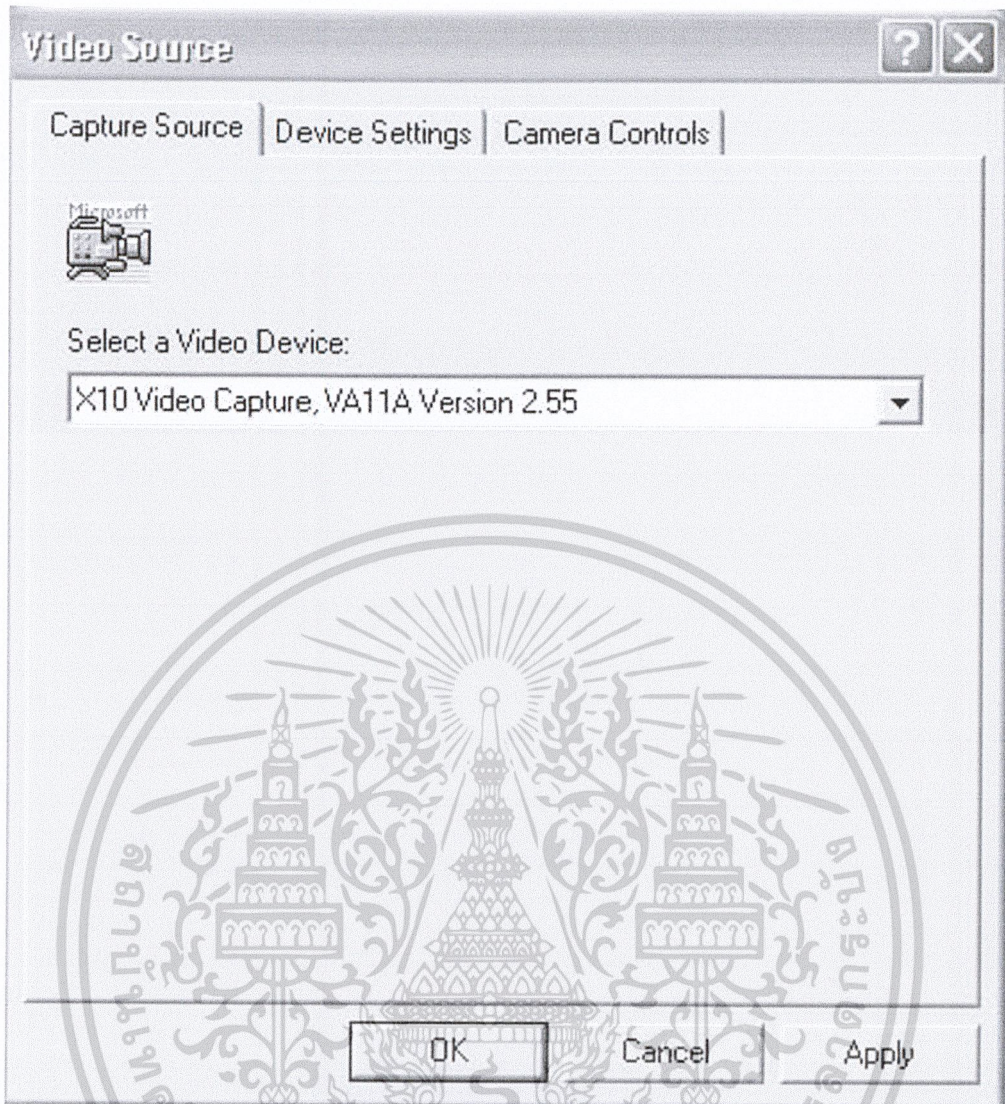 Video Source
Capture Source
Device Settings
Camera Controls
Microsoft
Select a Video Device:
X10 Video Capture, VA11A Version 2.55
OK
Cancel
Apply